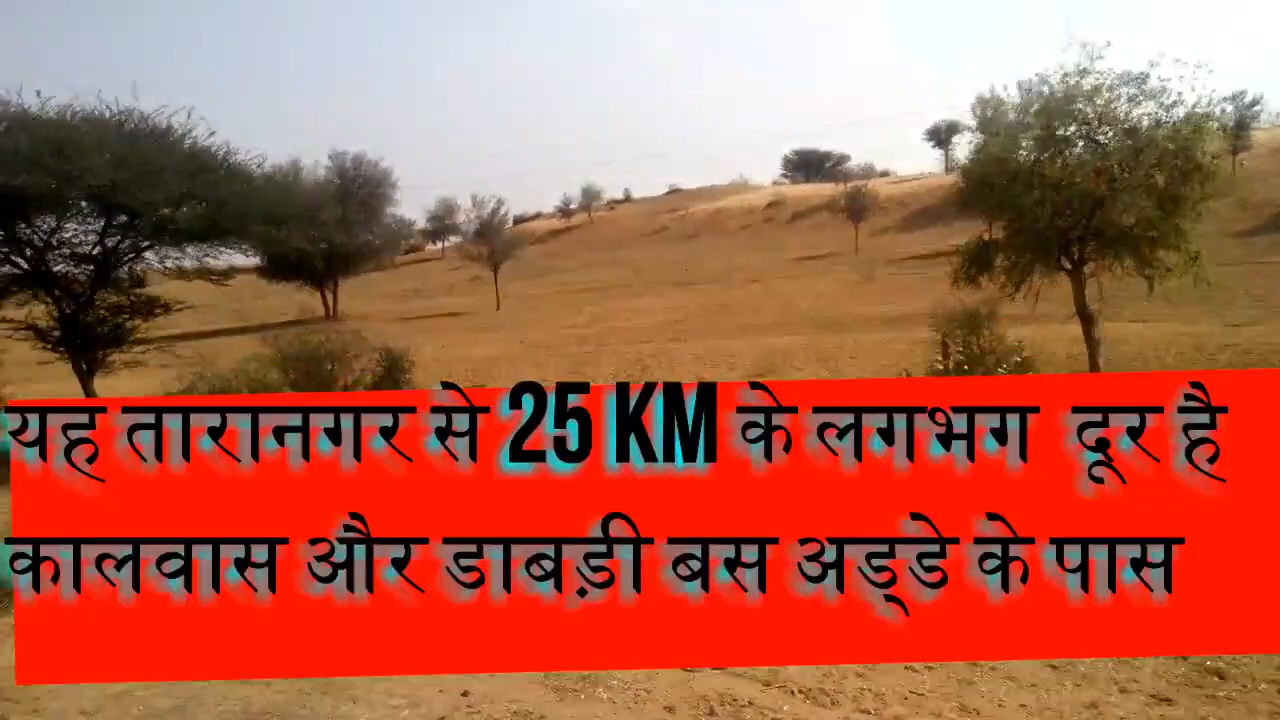 यह तारानगर से 25 KM के लगभग दूर है
कालवास और डाबड़ी बस अड्डे के पास